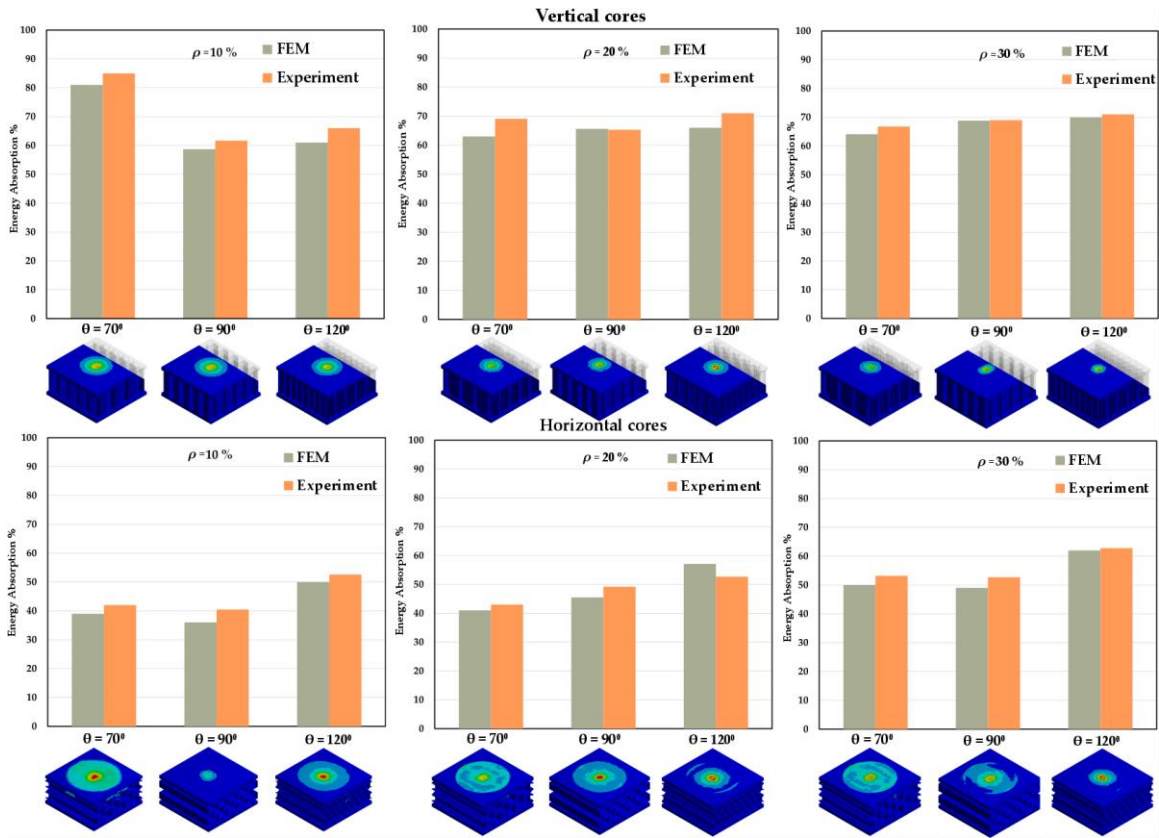 Vertical cores
100
90
80
70
60
50
40
30
20
10
0
Energy Absorption %
ρ =10 %
FEM
Experiment
θ = 70⁰
θ = 90⁰
θ = 120⁰
100
90
80
70
60
50
40
30
20
10
0
Energy Absorption %
ρ = 20 %
FEM
Experiment
θ = 70⁰
θ = 90⁰
θ = 120⁰
100
90
80
70
60
50
40
30
20
10
0
Energy Absorption %
ρ =30 %
FEM
Experiment
θ = 70⁰
θ = 90⁰
θ = 120⁰
Horizontal cores
100
90
80
70
60
50
40
30
20
10
0
Energy Absorption %
ρ =10 %
FEM
Experiment
θ = 70⁰
θ = 90⁰
θ = 120⁰
100
90
80
70
60
50
40
30
20
10
0
Energy Absorption %
ρ = 20 %
FEM
Experiment
θ = 70⁰
θ = 90⁰
θ = 120⁰
100
90
80
70
60
50
40
30
20
10
0
Energy Absorption %
ρ =30 %
FEM
Experiment
θ = 70⁰
θ = 90⁰
θ = 120⁰